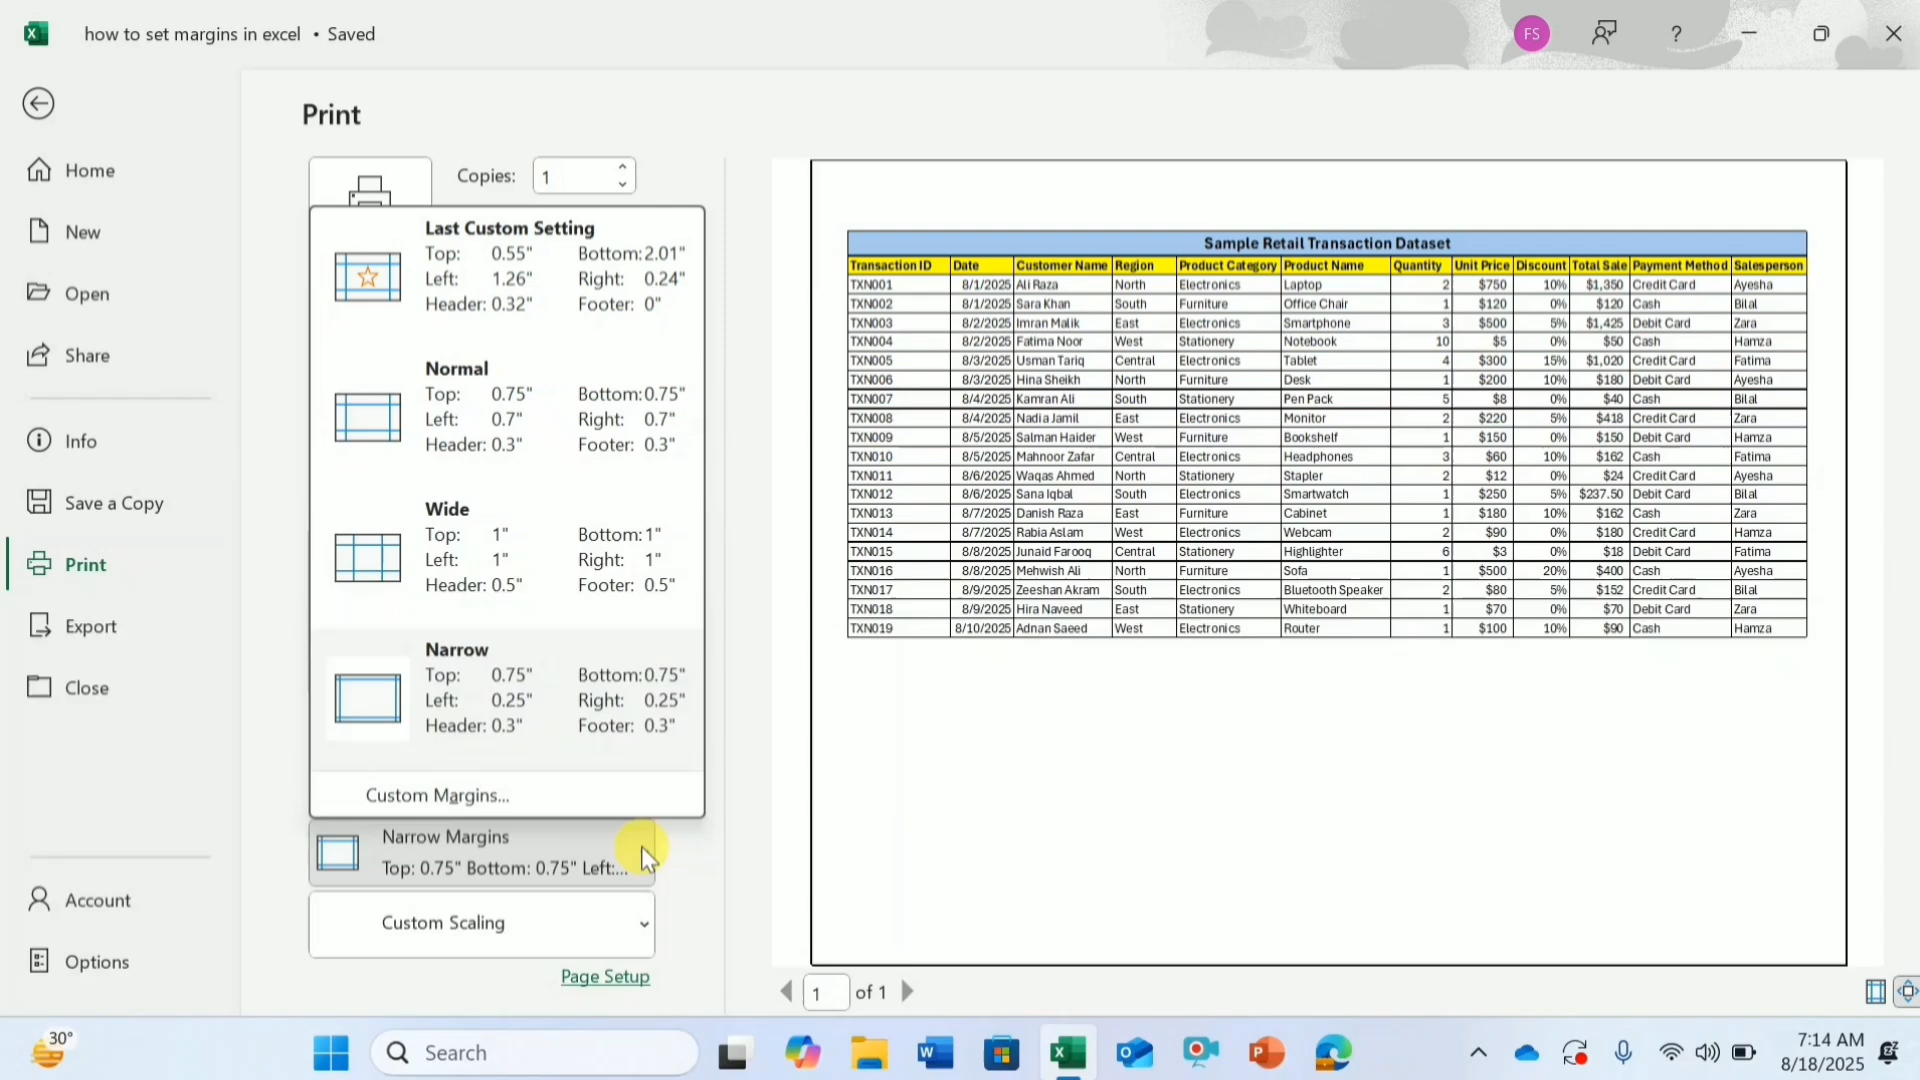 how to set margins in excel • Saved
FS
?
Print
Home
New
Open
Share
Info
Save a Copy
Print
Export
Close
Account
Options
Copies: 1
Last Custom Setting
Top: 0.55" Bottom: 2.01"
Left: 1.26" Right: 0.24"
Header: 0.32" Footer: 0"
Normal
Top: 0.75" Bottom: 0.75"
Left: 0.7" Right: 0.7"
Header: 0.3" Footer: 0.3"
Wide
Top: 1" Bottom: 1"
Left: 1" Right: 1"
Header: 0.5" Footer: 0.5"
Narrow
Top: 0.75" Bottom: 0.75"
Left: 0.25" Right: 0.25"
Header: 0.3" Footer: 0.3"
Custom Margins...
Narrow Margins
Top: 0.75" Bottom: 0.75" Left:...
Custom Scaling
Page Setup
Sample Retail Transaction Dataset
Transaction ID Date Customer Name Region Product Category Product Name Quantity Unit Price Discount Total Sale Payment Method Salesperson
TXN001 8/1/2025 Ali Raza North Electronics Laptop 2 $750 10% $1,350 Credit Card Ayesha
TXN002 8/1/2025 Sara Khan South Furniture Office Chair 1 $120 0% $120 Cash Bilal
TXN003 8/2/2025 Imran Malik East Electronics Smartphone 3 $500 5% $1,425 Debit Card Zara
TXN004 8/2/2025 Fatima Noor West Stationery Notebook 10 $5 0% $50 Cash Hamza
TXN005 8/3/2025 Usman Tariq Central Electronics Tablet 4 $300 15% $1,020 Credit Card Fatima
TXN006 8/3/2025 Hina Sheikh North Furniture Desk 1 $200 10% $180 Debit Card Ayesha
TXN007 8/4/2025 Kamran Ali South Stationery Pen Pack 5 $8 0% $40 Cash Bilal
TXN008 8/4/2025 Nadia Jamil East Electronics Monitor 2 $220 5% $418 Credit Card Zara
TXN009 8/5/2025 Salman Haider West Furniture Bookshelf 1 $150 0% $150 Debit Card Hamza
TXN010 8/5/2025 Mahnoor Zafar Central Electronics Headphones 3 $60 10% $162 Cash Fatima
TXN011 8/6/2025 Waqas Ahmed North Stationery Stapler 2 $12 0% $24 Credit Card Ayesha
TXN012 8/6/2025 Sana Iqbal South Electronics Smartwatch 1 $250 5% $237.50 Debit Card Bilal
TXN013 8/7/2025 Danish Raza East Furniture Cabinet 1 $180 10% $162 Cash Zara
TXN014 8/7/2025 Rabia Aslam West Electronics Webcam 2 $90 0% $180 Credit Card Hamza
TXN015 8/8/2025 Junaid Farooq Central Stationery Highlighter 6 $3 0% $18 Debit Card Fatima
TXN016 8/8/2025 Mehwish Ali North Furniture Sofa 1 $500 20% $400 Cash Ayesha
TXN017 8/9/2025 Zeeshan Akram South Electronics Bluetooth Speaker 2 $80 5% $152 Credit Card Bilal
TXN018 8/9/2025 Hira Naveed East Stationery Whiteboard 1 $70 0% $70 Debit Card Zara
TXN019 8/10/2025 Adnan Saeed West Electronics Router 1 $100 10% $90 Cash Hamza
1 of 1
30°
Search
7:14 AM
8/18/2025